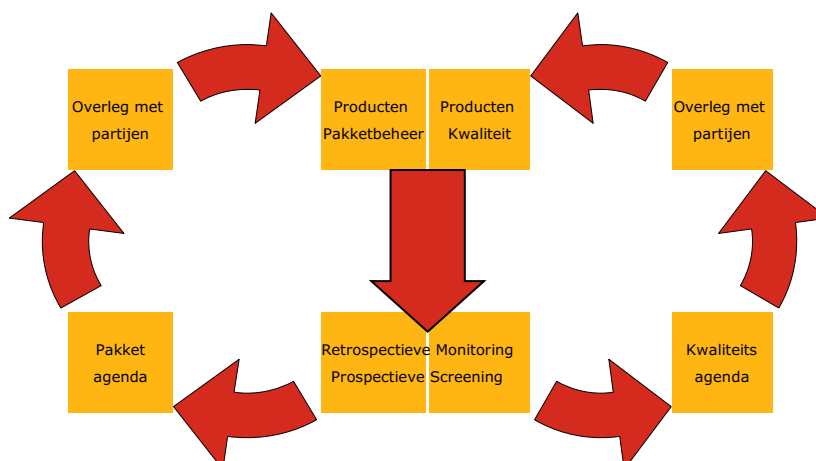 Overleg met
partijen
Producten
Pakketbeheer
Producten
Kwaliteit
Overleg met
partijen
Pakket
agenda
Retrospectieve Monitoring
Prospectieve Screening
Kwaliteits
agenda